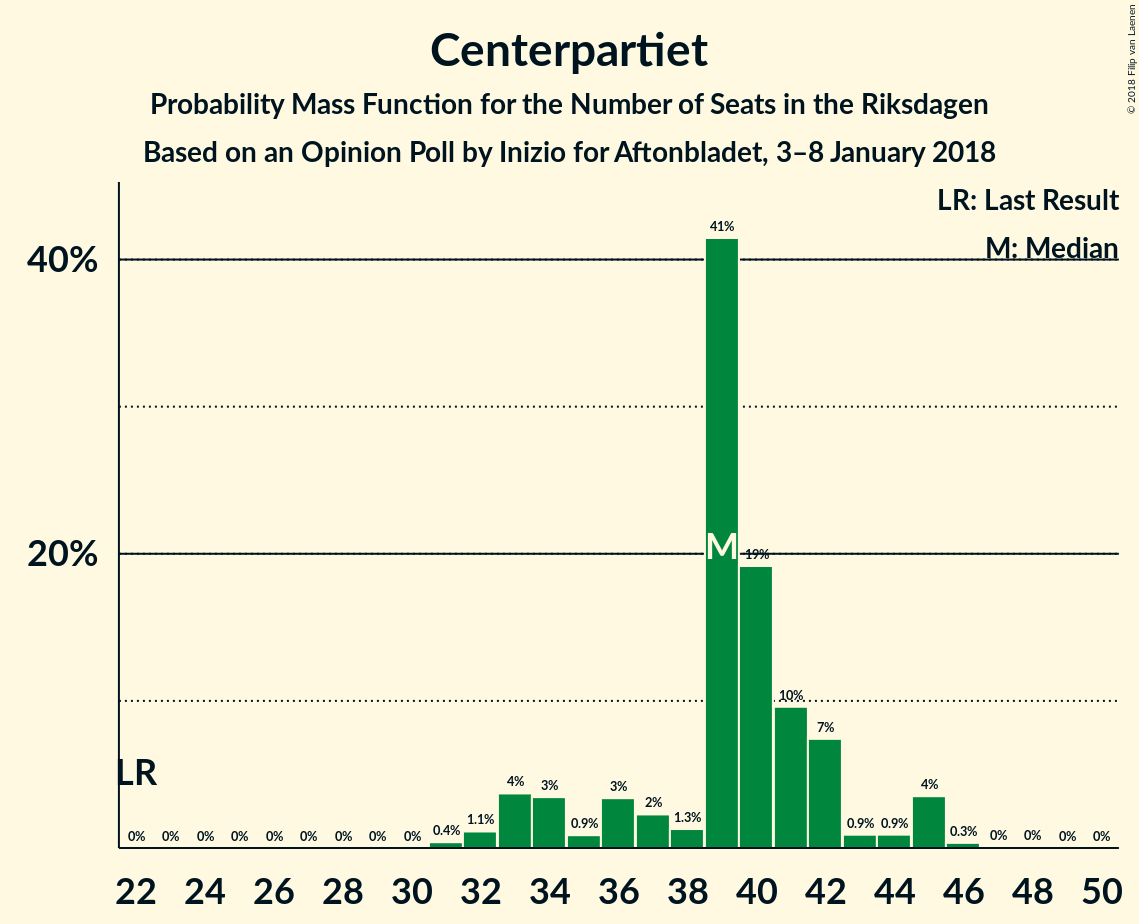 Centerpartiet
Probability Mass Function for the Number of Seats in the Riksdagen
Based on an Opinion Poll by Inizio for Aftonbladet, 3–8 January 2018
© 2018 Filip van Laenen
LR: Last Result
M: Median
40%
20%
41%
M
19%
10%
7%
LR
0% 0% 0% 0% 0% 0% 0% 0% 0% 0.4% 1.1% 4% 3% 0.9% 3% 2% 1.3% 0.9% 0.9% 4% 0.3% 0% 0% 0% 0%
22 24 26 28 30 32 34 36 38 40 42 44 46 48 50